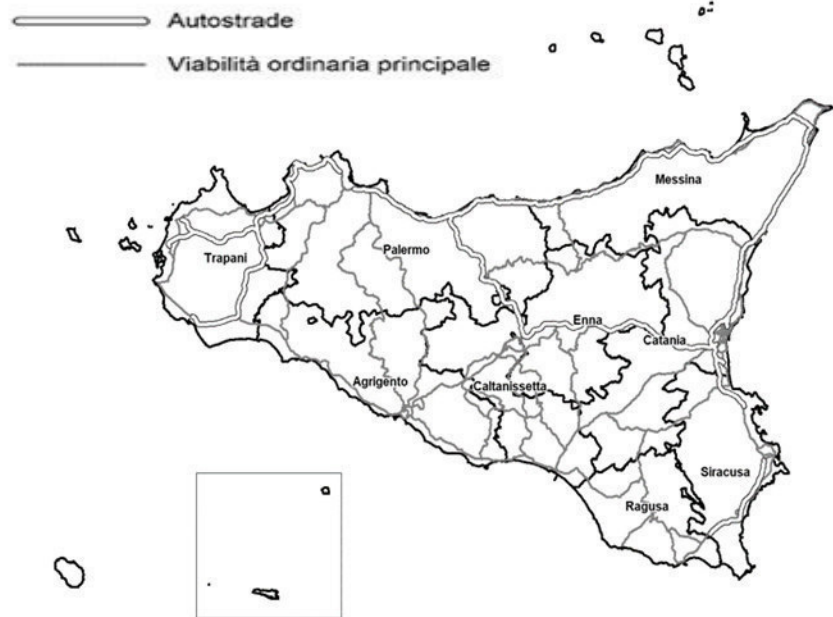 Autostrade
Viabilità ordinaria principale
Messina
Palermo
Trapani
Enna
Catania
Agrigento
Caltanissetta
Siracusa
Ragusa